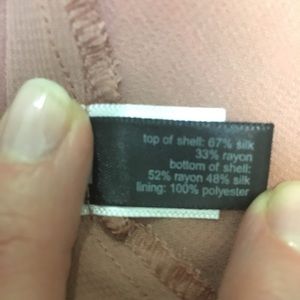 top of shell: 67% silk
33% rayon
bottom of shell:
52% rayon 48% silk
lining: 100% polyester